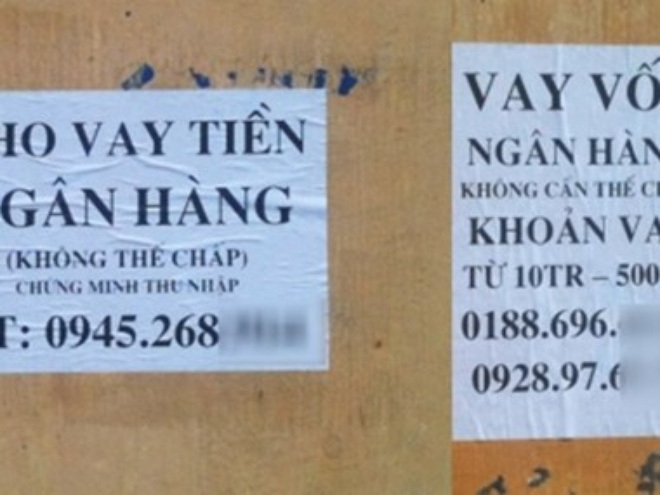 HO VAY TIỀN
GÂN HÀNG
(KHÔNG THẾ CHẤP)
CHỨNG MINH THU NHẬP
T: 0945.268
VAY VỐ
NGÂN HÀN
KHÔNG CẦN THẾ C
KHOẢN VA
TỪ 10TR – 500
0188.696.
0928.97.6